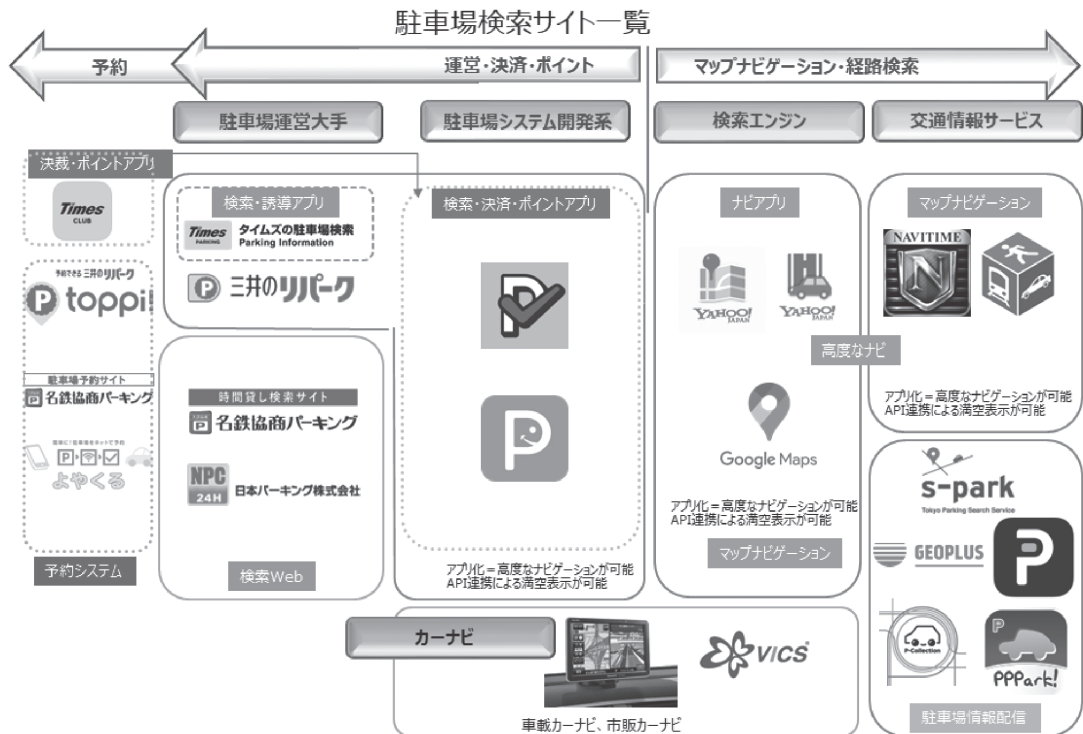 駐車場検索サイト一覧
予約
運営・決済・ポイント
マップナビゲーション・経路検索
駐車場運営大手
駐車場システム開発系
検索エンジン
交通情報サービス
決裁・ポイントアプリ
Times
CLUB
予約できる 三井のリパーク
P toppi!
駐車場予約サイト
P 名鉄協商パーキング
簡単に!駐車場をネットで予約
P
よやくる
予約システム
検索・誘導アプリ
Times
PARKING
タイムズの駐車場検索
Parking Information
P 三井のリパーク
時間貸し検索サイト
P 名鉄協商パーキング
NPC
24H
日本パーキング株式会社
検索Web
検索・決済・ポイントアプリ
P
P
アプリ化=高度なナビゲーションが可能
API連携による満空表示が可能
ナビアプリ
YAHOO!
JAPAN
YAHOO!
JAPAN
高度なナビ
Google Maps
アプリ化=高度なナビゲーションが可能
API連携による満空表示が可能
マップナビゲーション
マップナビゲーション
NAVITIME
N
アプリ化=高度なナビゲーションが可能
API連携による満空表示が可能
s-park
Tokyo Parking Search Service
GEOPLUS
P
P-Collection
P
PPPark!
駐車場情報配信
カーナビ
VICS
車載カーナビ、市販カーナビ